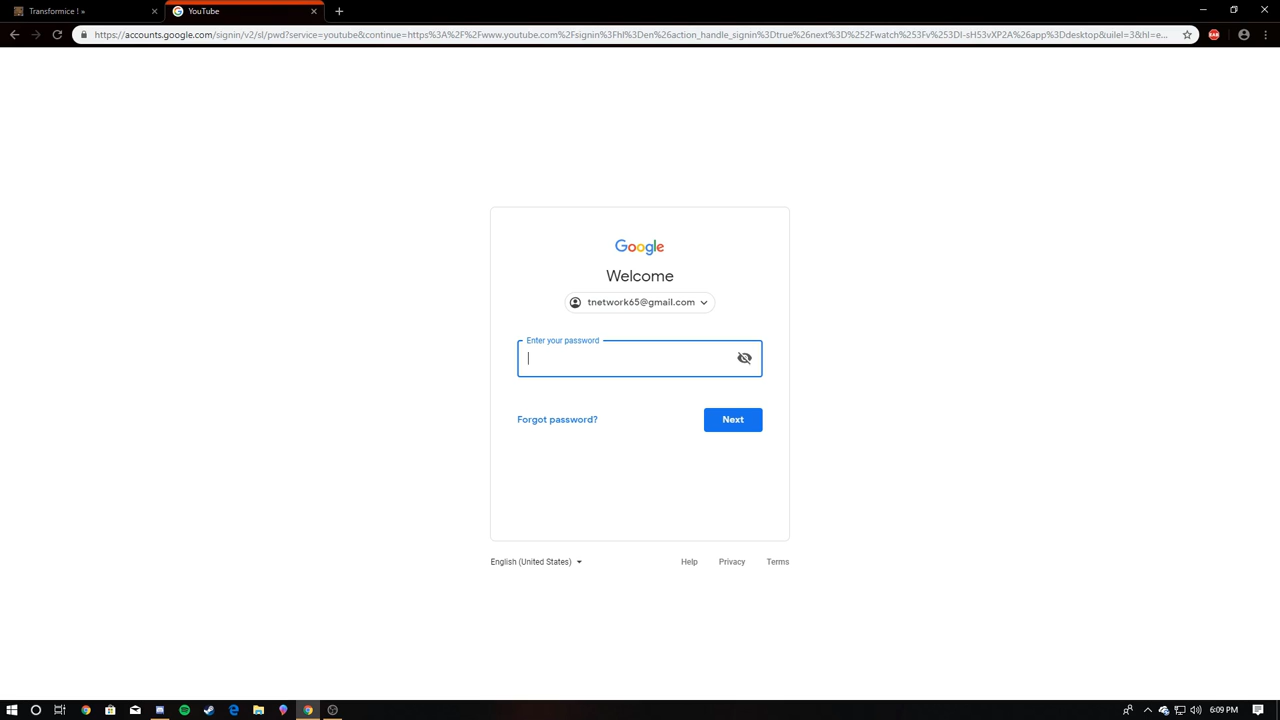 Transformice ! »
YouTube
https://accounts.google.com/signin/v2/sl/pwd?service=youtube&continue=https%3A%2F%2Fwww.youtube.com%2Fsignin%3Fhl%3Den%26action_handle_signin%3Dtrue%26next%3D%252Fwatch%253Fv%253DI-sH53vXP2A%26app%3Ddesktop&uilel=3&hl=e...
Google
Welcome
tnetwork65@gmail.com
Enter your password
Forgot password?
Next
English (United States)
Help
Privacy
Terms
6:09 PM